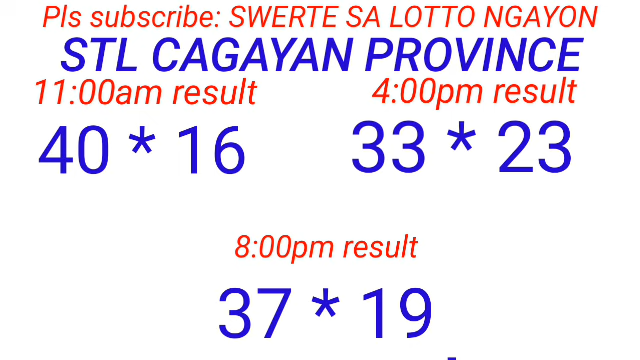 Pls subscribe: SWERTE SA LOTTO NGAYON
STL CAGAYAN PROVINCE
11:00am result 4:00pm result
40 * 16 33 * 23
8:00pm result
37 * 19